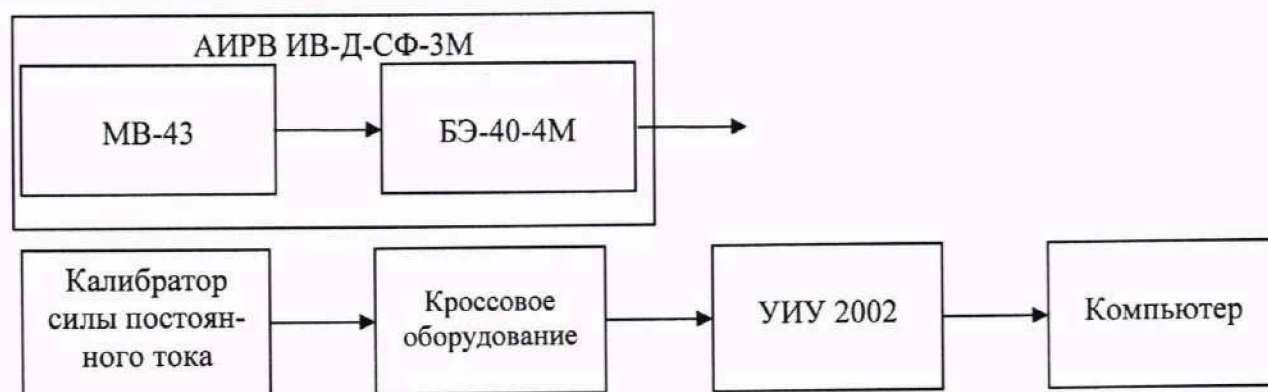 АИРВ ИВ-Д-СФ-3М
МВ-43
БЭ-40-4М
Калибратор
силы постоян-
ного тока
Кроссовое
оборудование
УИУ 2002
Компьютер